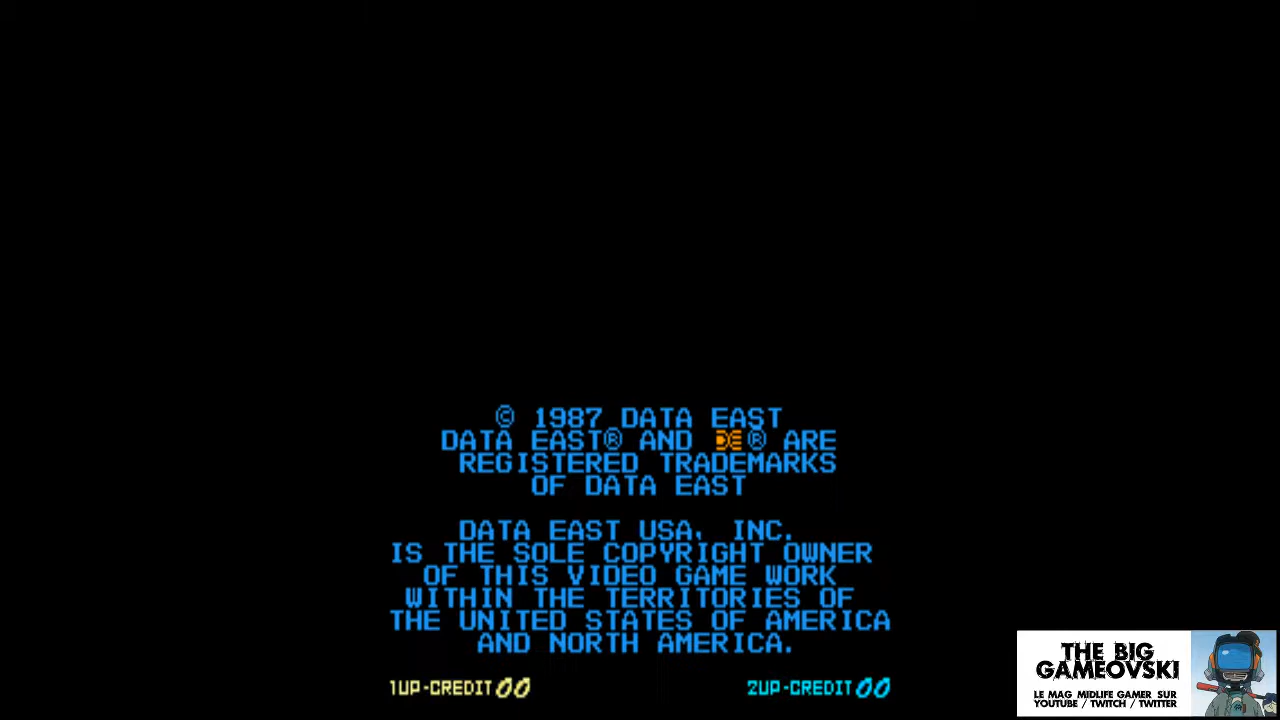 © 1987 DATA EAST
DATA EAST® AND DE® ARE
REGISTERED TRADEMARKS
OF DATA EAST
DATA EAST USA, INC.
IS THE SOLE COPYRIGHT OWNER
OF THIS VIDEO GAME WORK
WITHIN THE TERRITORIES OF
THE UNITED STATES OF AMERICA
AND NORTH AMERICA.
1UP-CREDIT 00
2UP-CREDIT 00
THE BIG
GAMEOVSKI
LE MAG MIDLIFE GAMER SUR
YOUTUBE / TWITCH / TWITTER